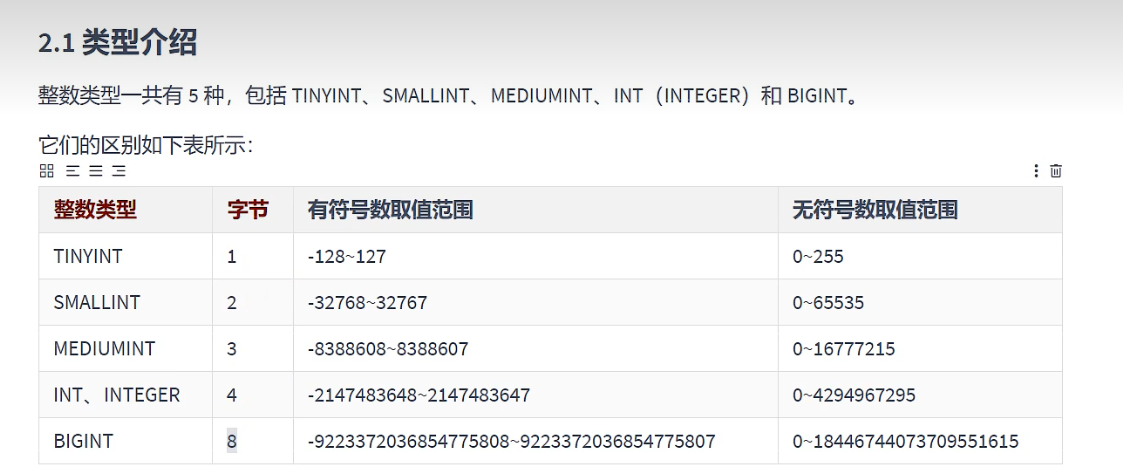 2.1 类型介绍
整数类型一共有 5 种，包括 TINYINT、SMALLINT、MEDIUMINT、INT（INTEGER）和 BIGINT。
它们的区别如下表所示：
整数类型 字节 有符号数取值范围 无符号数取值范围
TINYINT 1 -128~127 0~255
SMALLINT 2 -32768~32767 0~65535
MEDIUMINT 3 -8388608~8388607 0~16777215
INT、INTEGER 4 -2147483648~2147483647 0~4294967295
BIGINT 8 -9223372036854775808~9223372036854775807 0~18446744073709551615